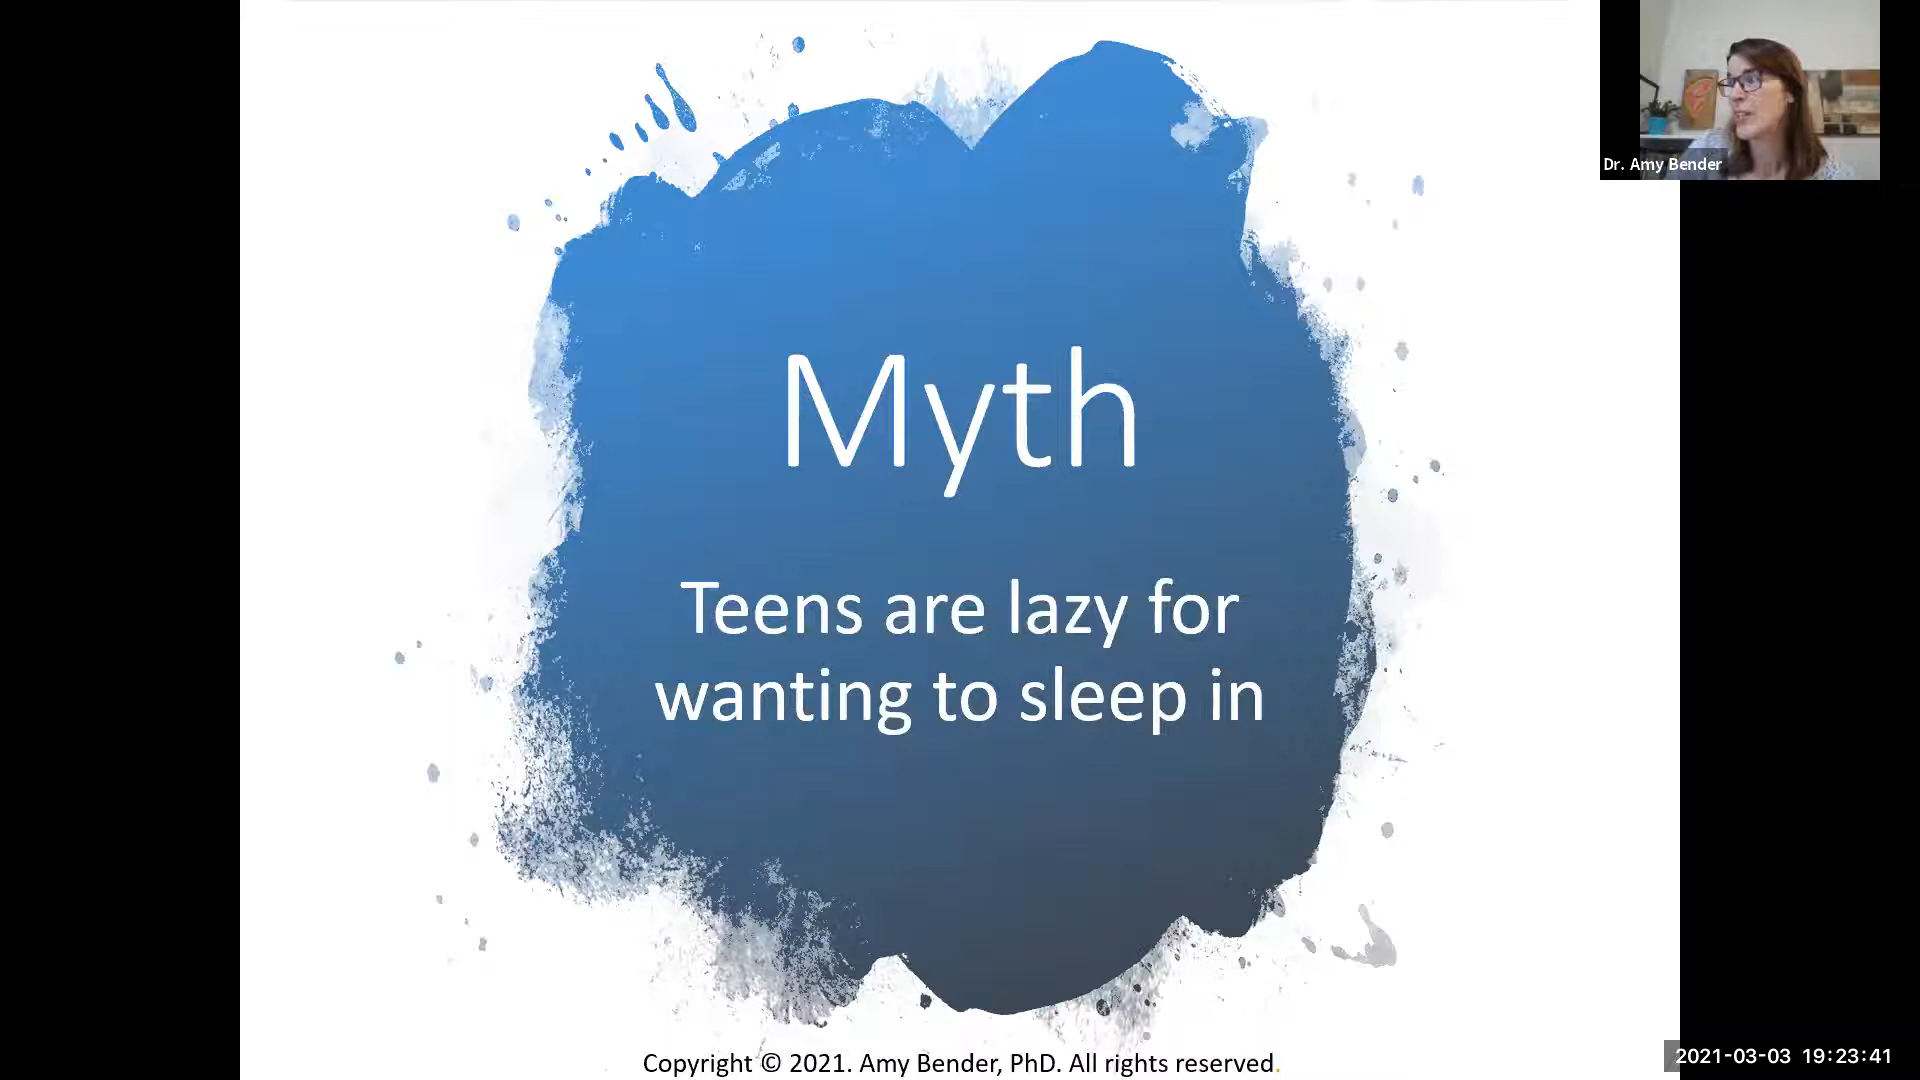 Dr. Amy Bender
Myth
Teens are lazy for
wanting to sleep in
Copyright © 2021. Amy Bender, PhD. All rights reserved.
2021-03-03 19:23:41